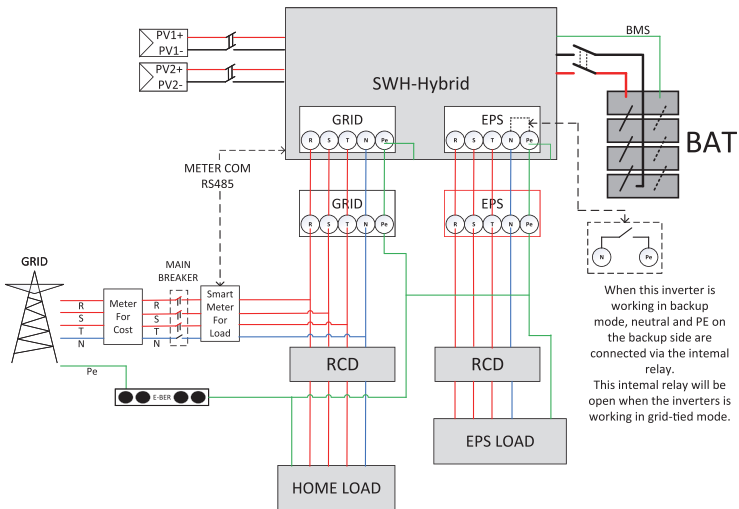 PV1+
PV1-
PV2+
PV2-
SWH-Hybrid
BMS
BAT
GRID
R S T N Pe
EPS
R S T N Pe
METER COM
RS485
GRID
R S T N Pe
EPS
R S T N Pe
N Pe
GRID
MAIN
BREAKER
R
S
T
N
Meter
For
Cost
R
S
T
N
Smart
Meter
For
Load
Pe
E-BER
RCD
RCD
EPS LOAD
HOME LOAD
When this inverter is
working in backup
mode, neutral and PE on
the backup side are
connected via the intemal
relay.
This intemal relay will be
open when the inverters is
working in grid-tied mode.